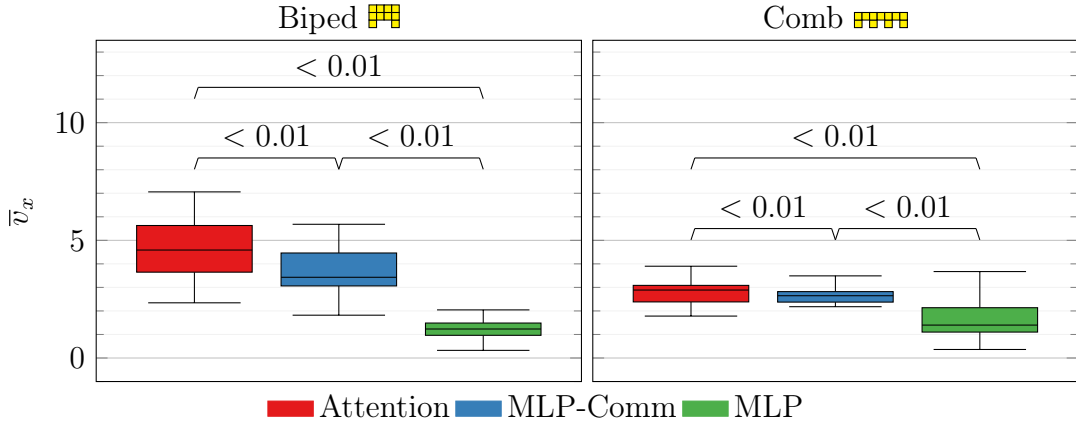 Biped
Comb
< 0.01
< 0.01 < 0.01
< 0.01
< 0.01 < 0.01
10
5
0
v̅x
Attention MLP-Comm MLP